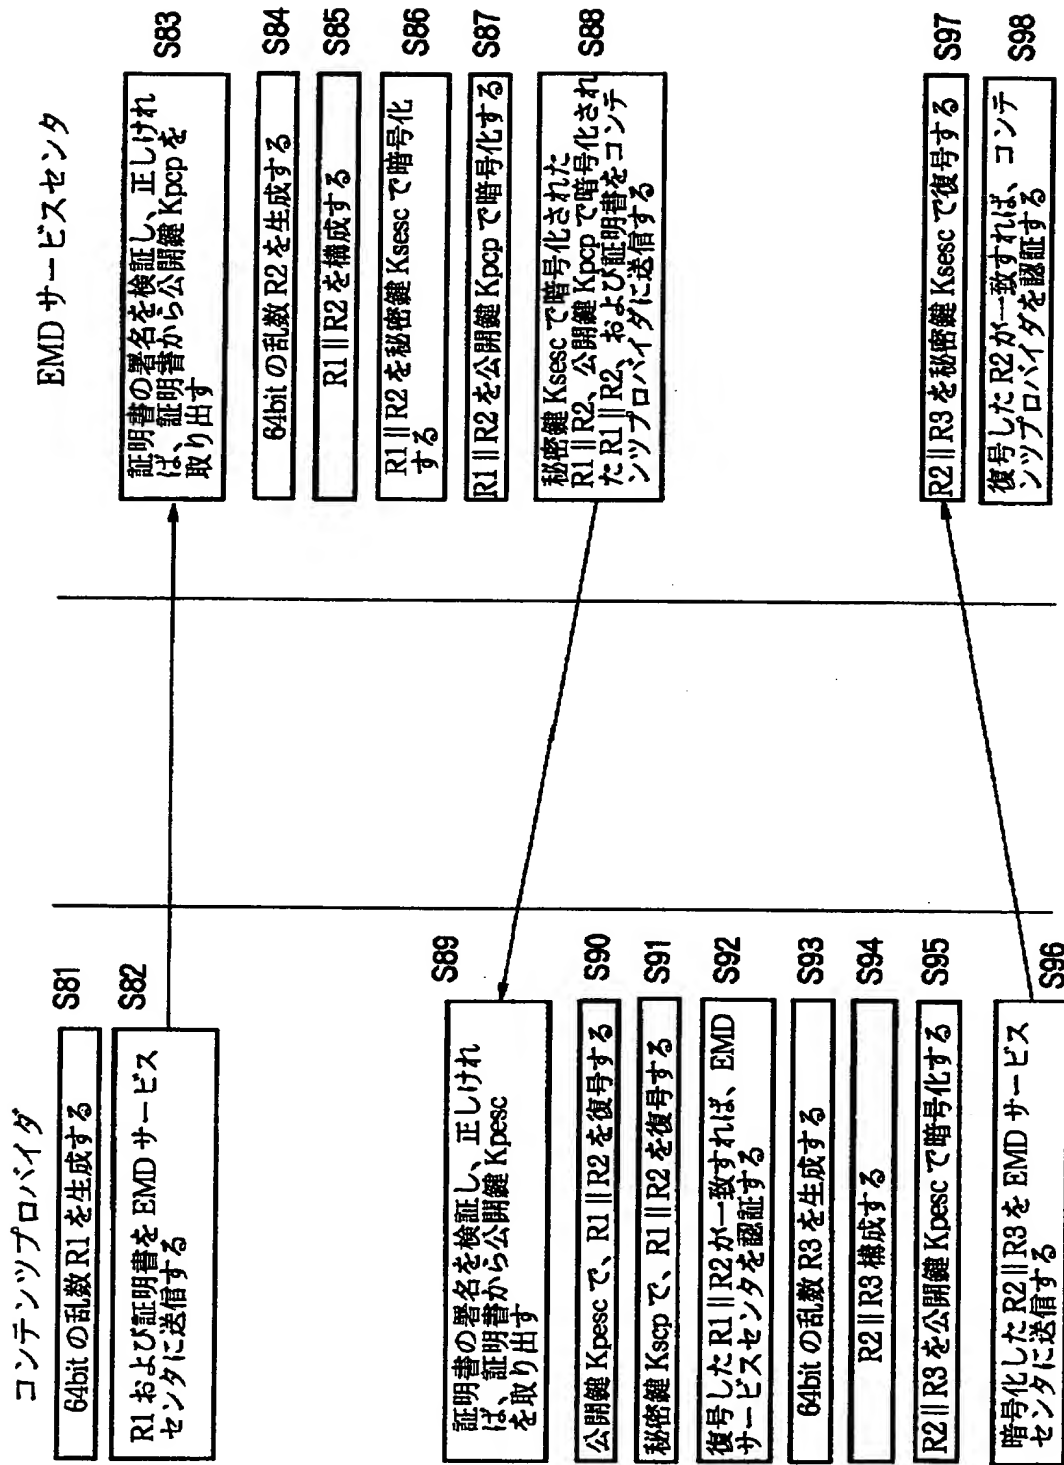 コンテンツプロバイダ
64bit の乱数 R1 を生成する
S81
R1 および証明書を EMD サービス
センタに送信する
S82
証明書の署名を検証し、正しけれ
ば、証明書から公開鍵 Kpesc
を取り出す
S89
公開鍵 Kpesc で、R1∥R2 を復号する
S90
秘密鍵 Kscp で、R1∥R2 を復号する
S91
復号した R1∥R2 が一致すれば、EMD
サービスセンタを認証する
S92
64bit の乱数 R3 を生成する
S93
R2∥R3 構成する
S94
R2∥R3 を公開鍵 Kpesc で暗号化する
S95
暗号化した R2∥R3 を EMD サービス
センタに送信する
S96
EMD サービスセンタ
証明書の署名を検証し、正しけれ
ば、証明書から公開鍵 Kpcp を
取り出す
S83
64bit の乱数 R2 を生成する
S84
R1∥R2 を構成する
S85
R1∥R2 を秘密鍵 Ksesc で暗号化
する
S86
R1∥R2 を公開鍵 Kpcp で暗号化する
S87
秘密鍵 Ksesc で暗号化された
R1∥R2、公開鍵 Kpcp で暗号化され
た R1∥R2、および証明書をコンテ
ンツプロバイダに送信する
S88
R2∥R3 を秘密鍵 Ksesc で復号する
S97
復号した R2 が一致すれば、コンテ
ンツプロバイダを認証する
S98